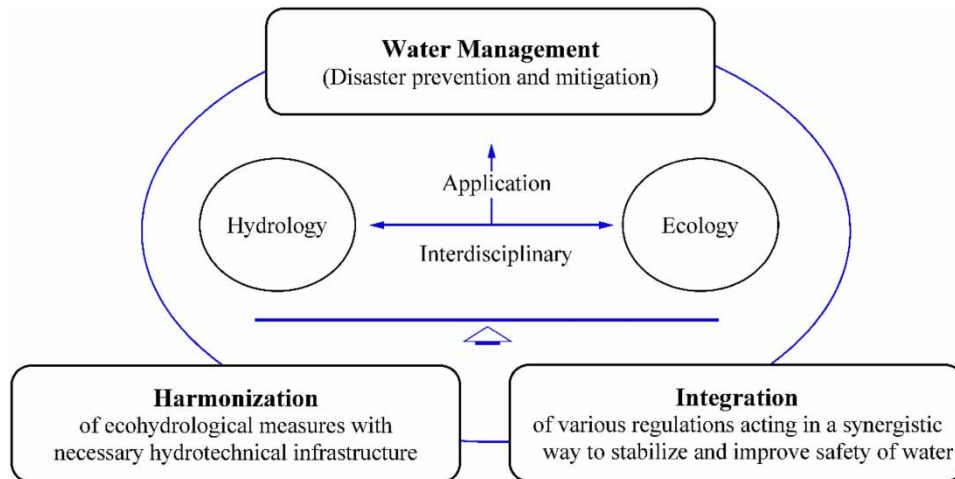 Water Management
(Disaster prevention and mitigation)
Application
Hydrology
Ecology
Interdisciplinary
Harmonization
of ecohydrological measures with
necessary hydrotechnical infrastructure
Integration
of various regulations acting in a synergistic
way to stabilize and improve safety of water